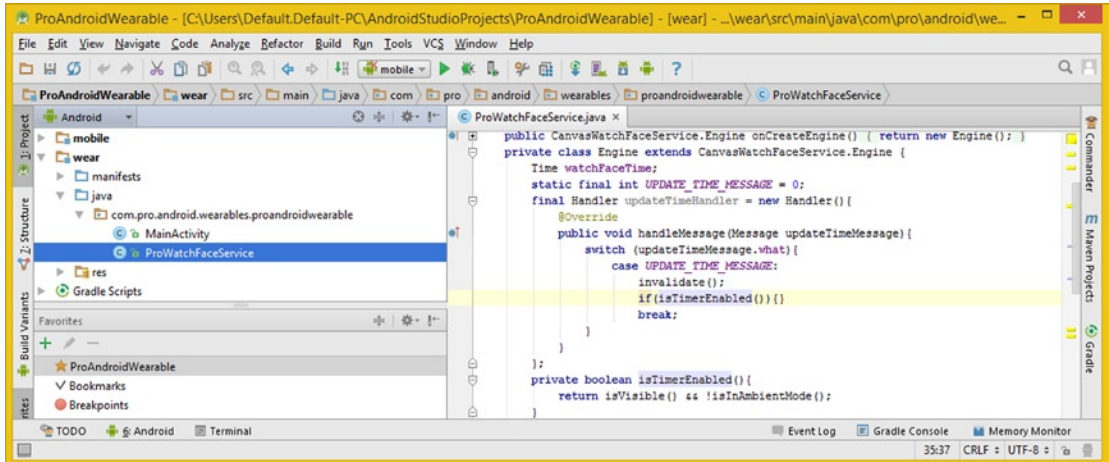 ProAndroidWearable - [C:\Users\Default.Default-PC\AndroidStudioProjects\ProAndroidWearable] - [wear] - ...\wear\src\main\java\com\pro\android\we...
File Edit View Navigate Code Analyze Refactor Build Run Tools VCS Window Help
mobile
ProAndroidWearable wear src main java com pro android wearables proandroidwearable ProWatchFaceService
1: Project
Z: Structure
Build Variants
Android
mobile
wear
manifests
java
com.pro.android.wearables.proandroidwearable
MainActivity
ProWatchFaceService
res
Gradle Scripts
Favorites
ProAndroidWearable
Bookmarks
Breakpoints
ProWatchFaceService.java
public CanvasWatchFaceService.Engine onCreateEngine() { return new Engine(); }
private class Engine extends CanvasWatchFaceService.Engine {
Time watchFaceTime;
static final int UPDATE_TIME_MESSAGE = 0;
final Handler updateTimeHandler = new Handler(){
@Override
public void handleMessage(Message updateTimeMessage){
switch (updateTimeMessage.what){
case UPDATE_TIME_MESSAGE:
invalidate();
if(isTimerEnabled()){}
break;
}
}
};
private boolean isTimerEnabled(){
return isVisible() && !isInAmbientMode();
}
Commander
Maven Projects
Gradle
TODO 6: Android Terminal Event Log Gradle Console Memory Monitor
35:37 CRLF UTF-8